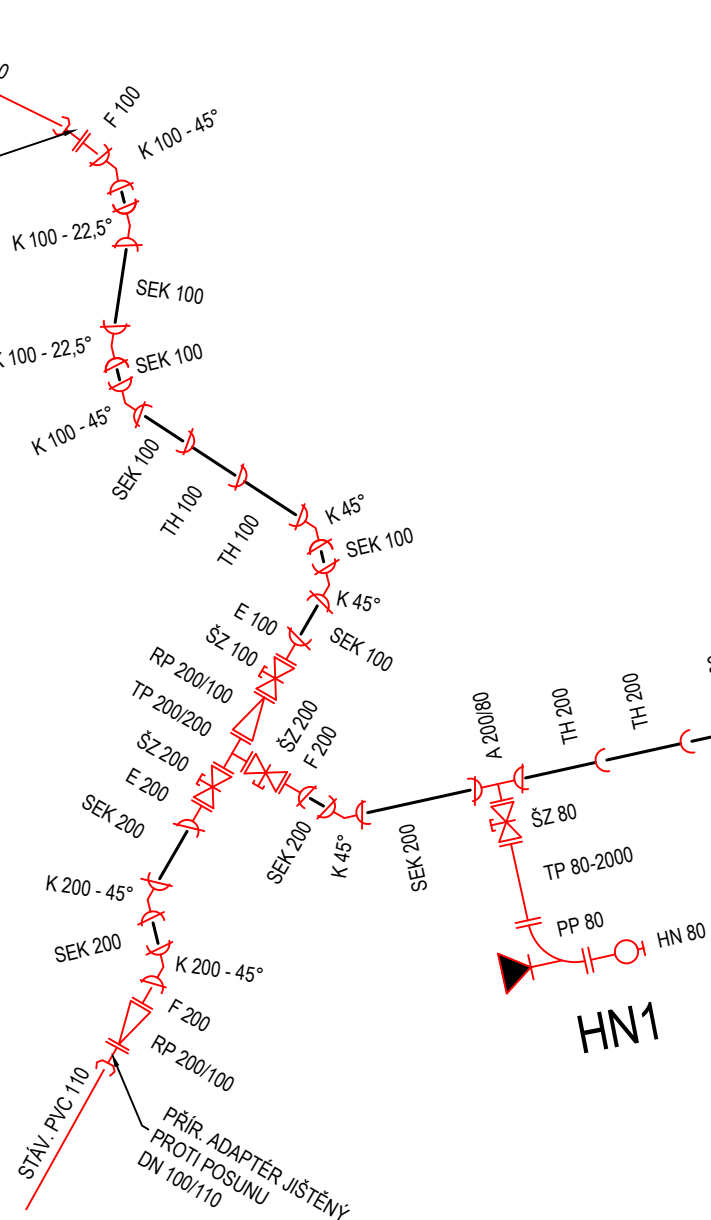 F 100
K 100 - 45°
K 100 - 22,5°
SEK 100
K 100 - 22,5°
SEK 100
K 100 - 45°
SEK 100
TH 100
TH 100
K 45°
SEK 100
K 45°
E 100
SEK 100
ŠZ 100
RP 200/100
TP 200/200
ŠZ 200
F 200
ŠZ 200
E 200
SEK 200
SEK 200
K 45°
SEK 200
A 200/80
TH 200
TH 200
ŠZ 80
TP 80-2000
PP 80
HN 80
HN1
K 200 - 45°
SEK 200
K 200 - 45°
F 200
RP 200/100
STÁV. PVC 110
PŘÍR. ADAPTÉR JIŠTĚNÝ
PROTI POSUNU
DN 100/110